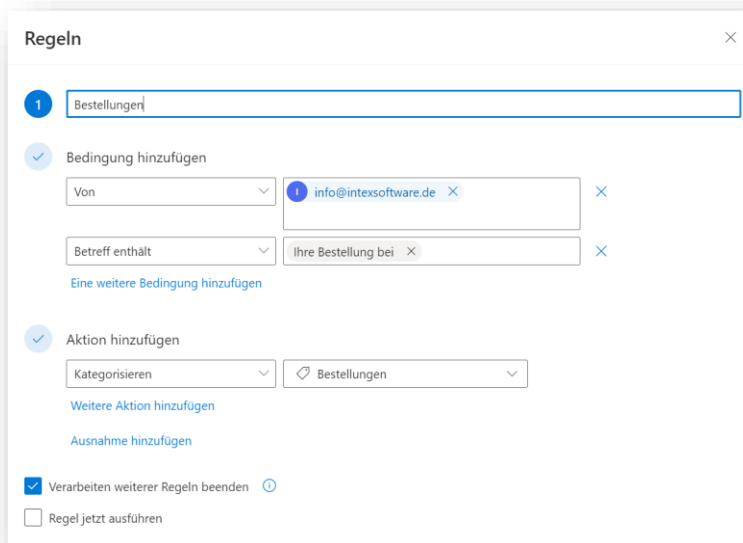 Regeln
1
Bestellungen
Bedingung hinzufügen
Von
I info@intexsoftware.de
Betreff enthält
Ihre Bestellung bei
Eine weitere Bedingung hinzufügen
Aktion hinzufügen
Kategorisieren
Bestellungen
Weitere Aktion hinzufügen
Ausnahme hinzufügen
Verarbeiten weiterer Regeln beenden
Regel jetzt ausführen